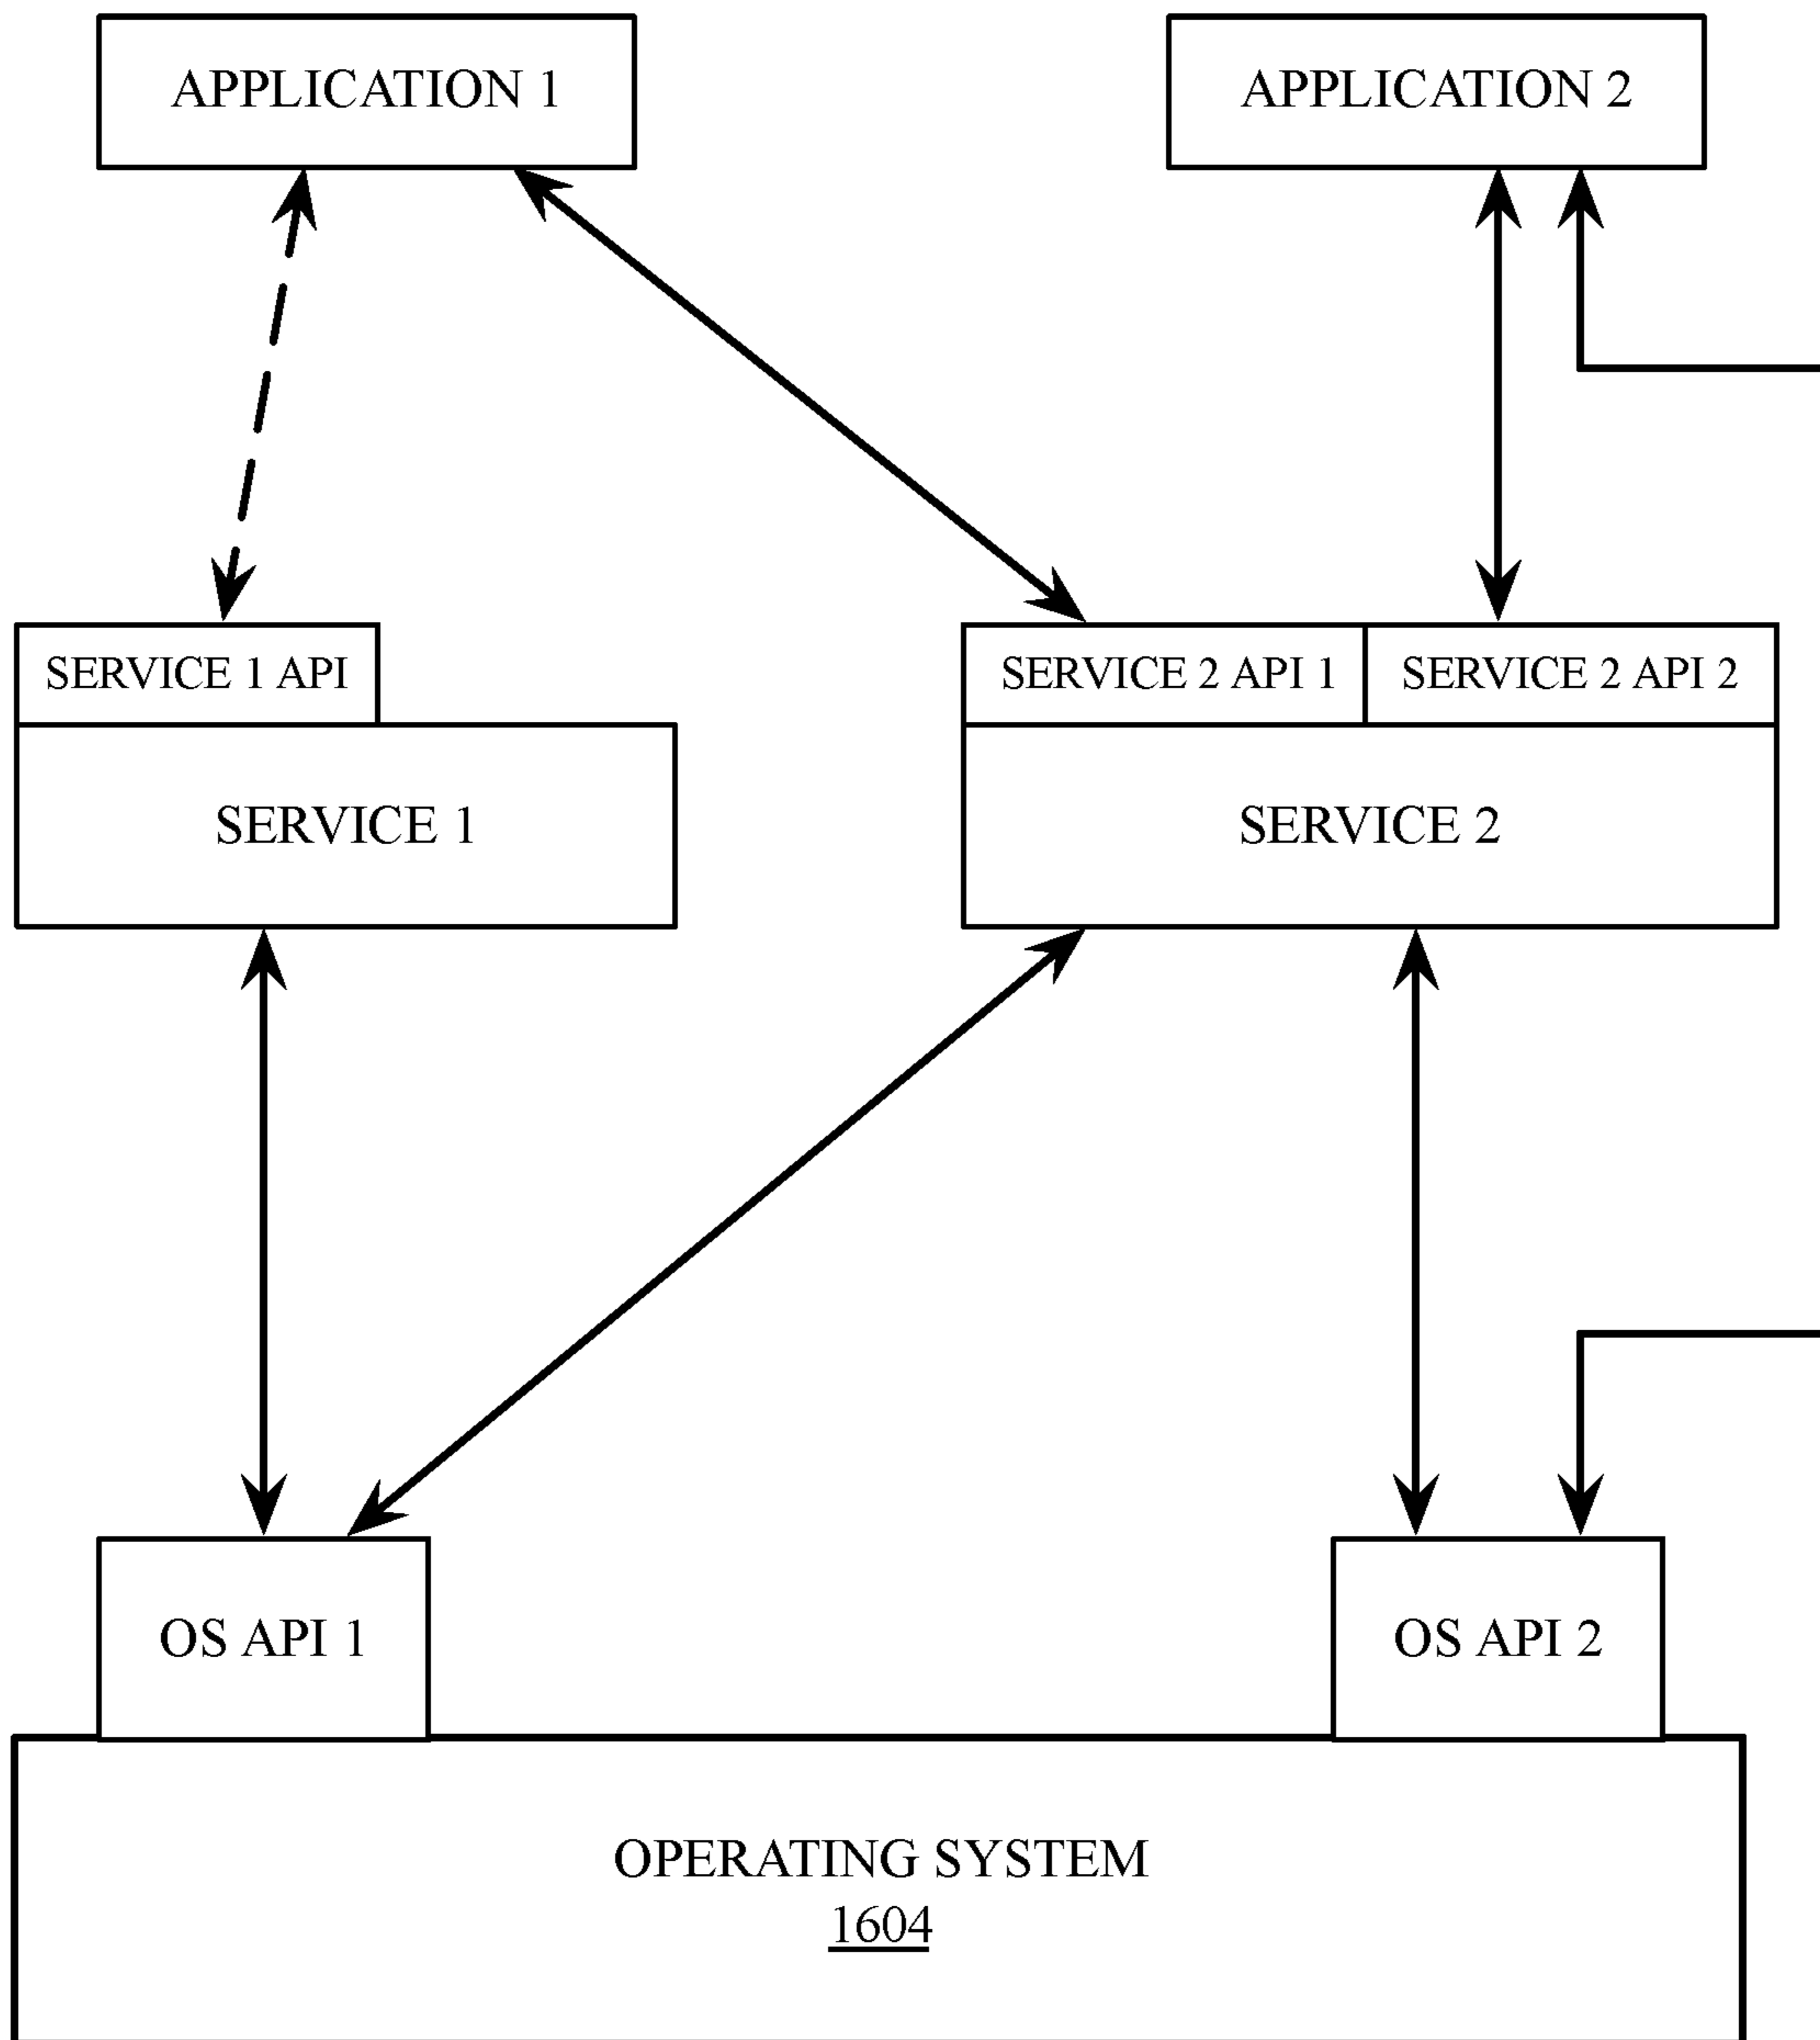 APPLICATION 1
APPLICATION 2
SERVICE 1 API
SERVICE 2 API 1
SERVICE 2 API 2
SERVICE 1
SERVICE 2
OS API 1
OS API 2
OPERATING SYSTEM
1604